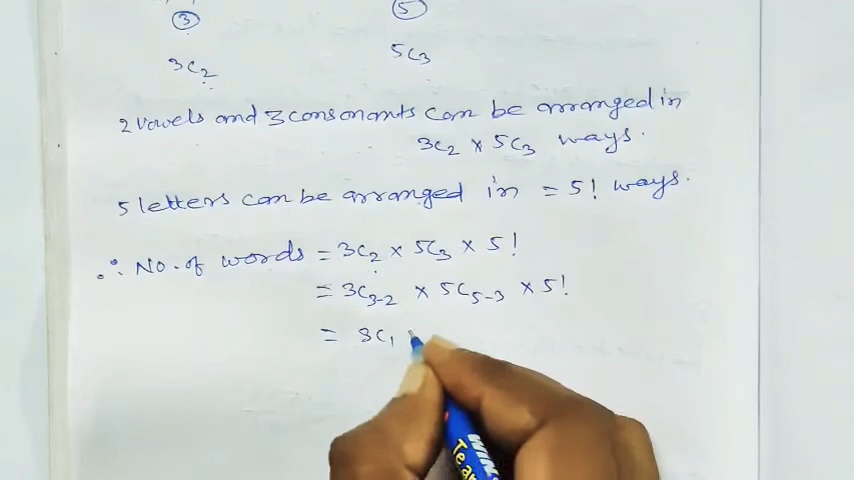 3 5
3C2 5C3
2 vowels and 3 consonants can be arranged in
3C2 × 5C3 ways.
5 letters can be arranged in = 5! ways.
∴ No. of words = 3C2 × 5C3 × 5!
= 3C3-2 × 5C5-3 × 5!
= 3C1